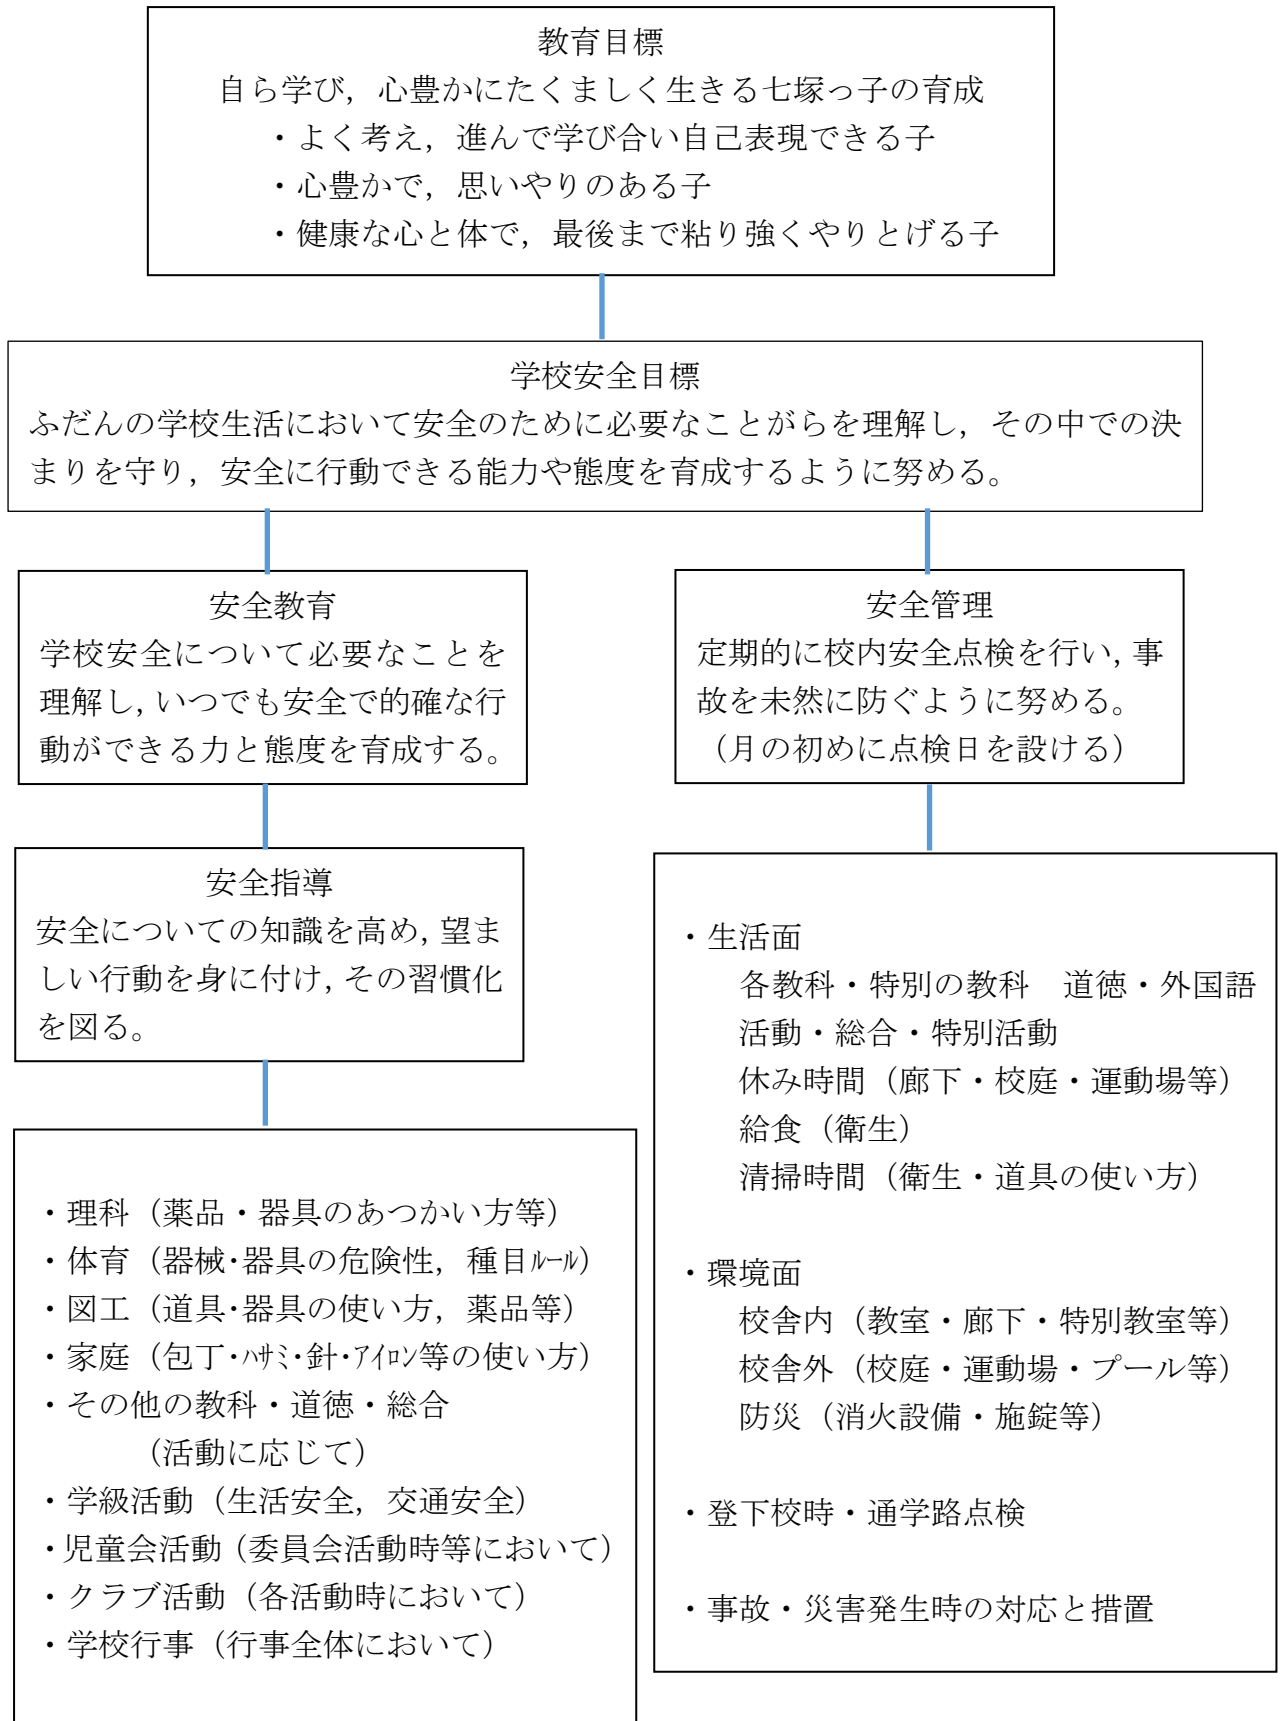 教育目標
自ら学び，心豊かにたくましく生きる七塚っ子の育成
・よく考え，進んで学び合い自己表現できる子
・心豊かで，思いやりのある子
・健康な心と体で，最後まで粘り強くやりとげる子
学校安全目標
ふだんの学校生活において安全のために必要なことがらを理解し，その中での決
まりを守り，安全に行動できる能力や態度を育成するように努める。
安全教育
学校安全について必要なことを
理解し，いつでも安全で的確な行
動ができる力と態度を育成する。
安全指導
安全についての知識を高め，望ま
しい行動を身に付け，その習慣化
を図る。
・理科（薬品・器具のあつかい方等）
・体育（器械・器具の危険性，種目ﾙｰﾙ）
・図工（道具・器具の使い方，薬品等）
・家庭（包丁・ﾊｻﾐ・針・ｱｲﾛﾝ等の使い方）
・その他の教科・道徳・総合
（活動に応じて）
・学級活動（生活安全，交通安全）
・児童会活動（委員会活動時等において）
・クラブ活動（各活動時において）
・学校行事（行事全体において）
安全管理
定期的に校内安全点検を行い，事
故を未然に防ぐように努める。
（月の初めに点検日を設ける）
・生活面
各教科・特別の教科　道徳・外国語
活動・総合・特別活動
休み時間（廊下・校庭・運動場等）
給食（衛生）
清掃時間（衛生・道具の使い方）
・環境面
校舎内（教室・廊下・特別教室等）
校舎外（校庭・運動場・プール等）
防災（消火設備・施錠等）
・登下校時・通学路点検
・事故・災害発生時の対応と措置